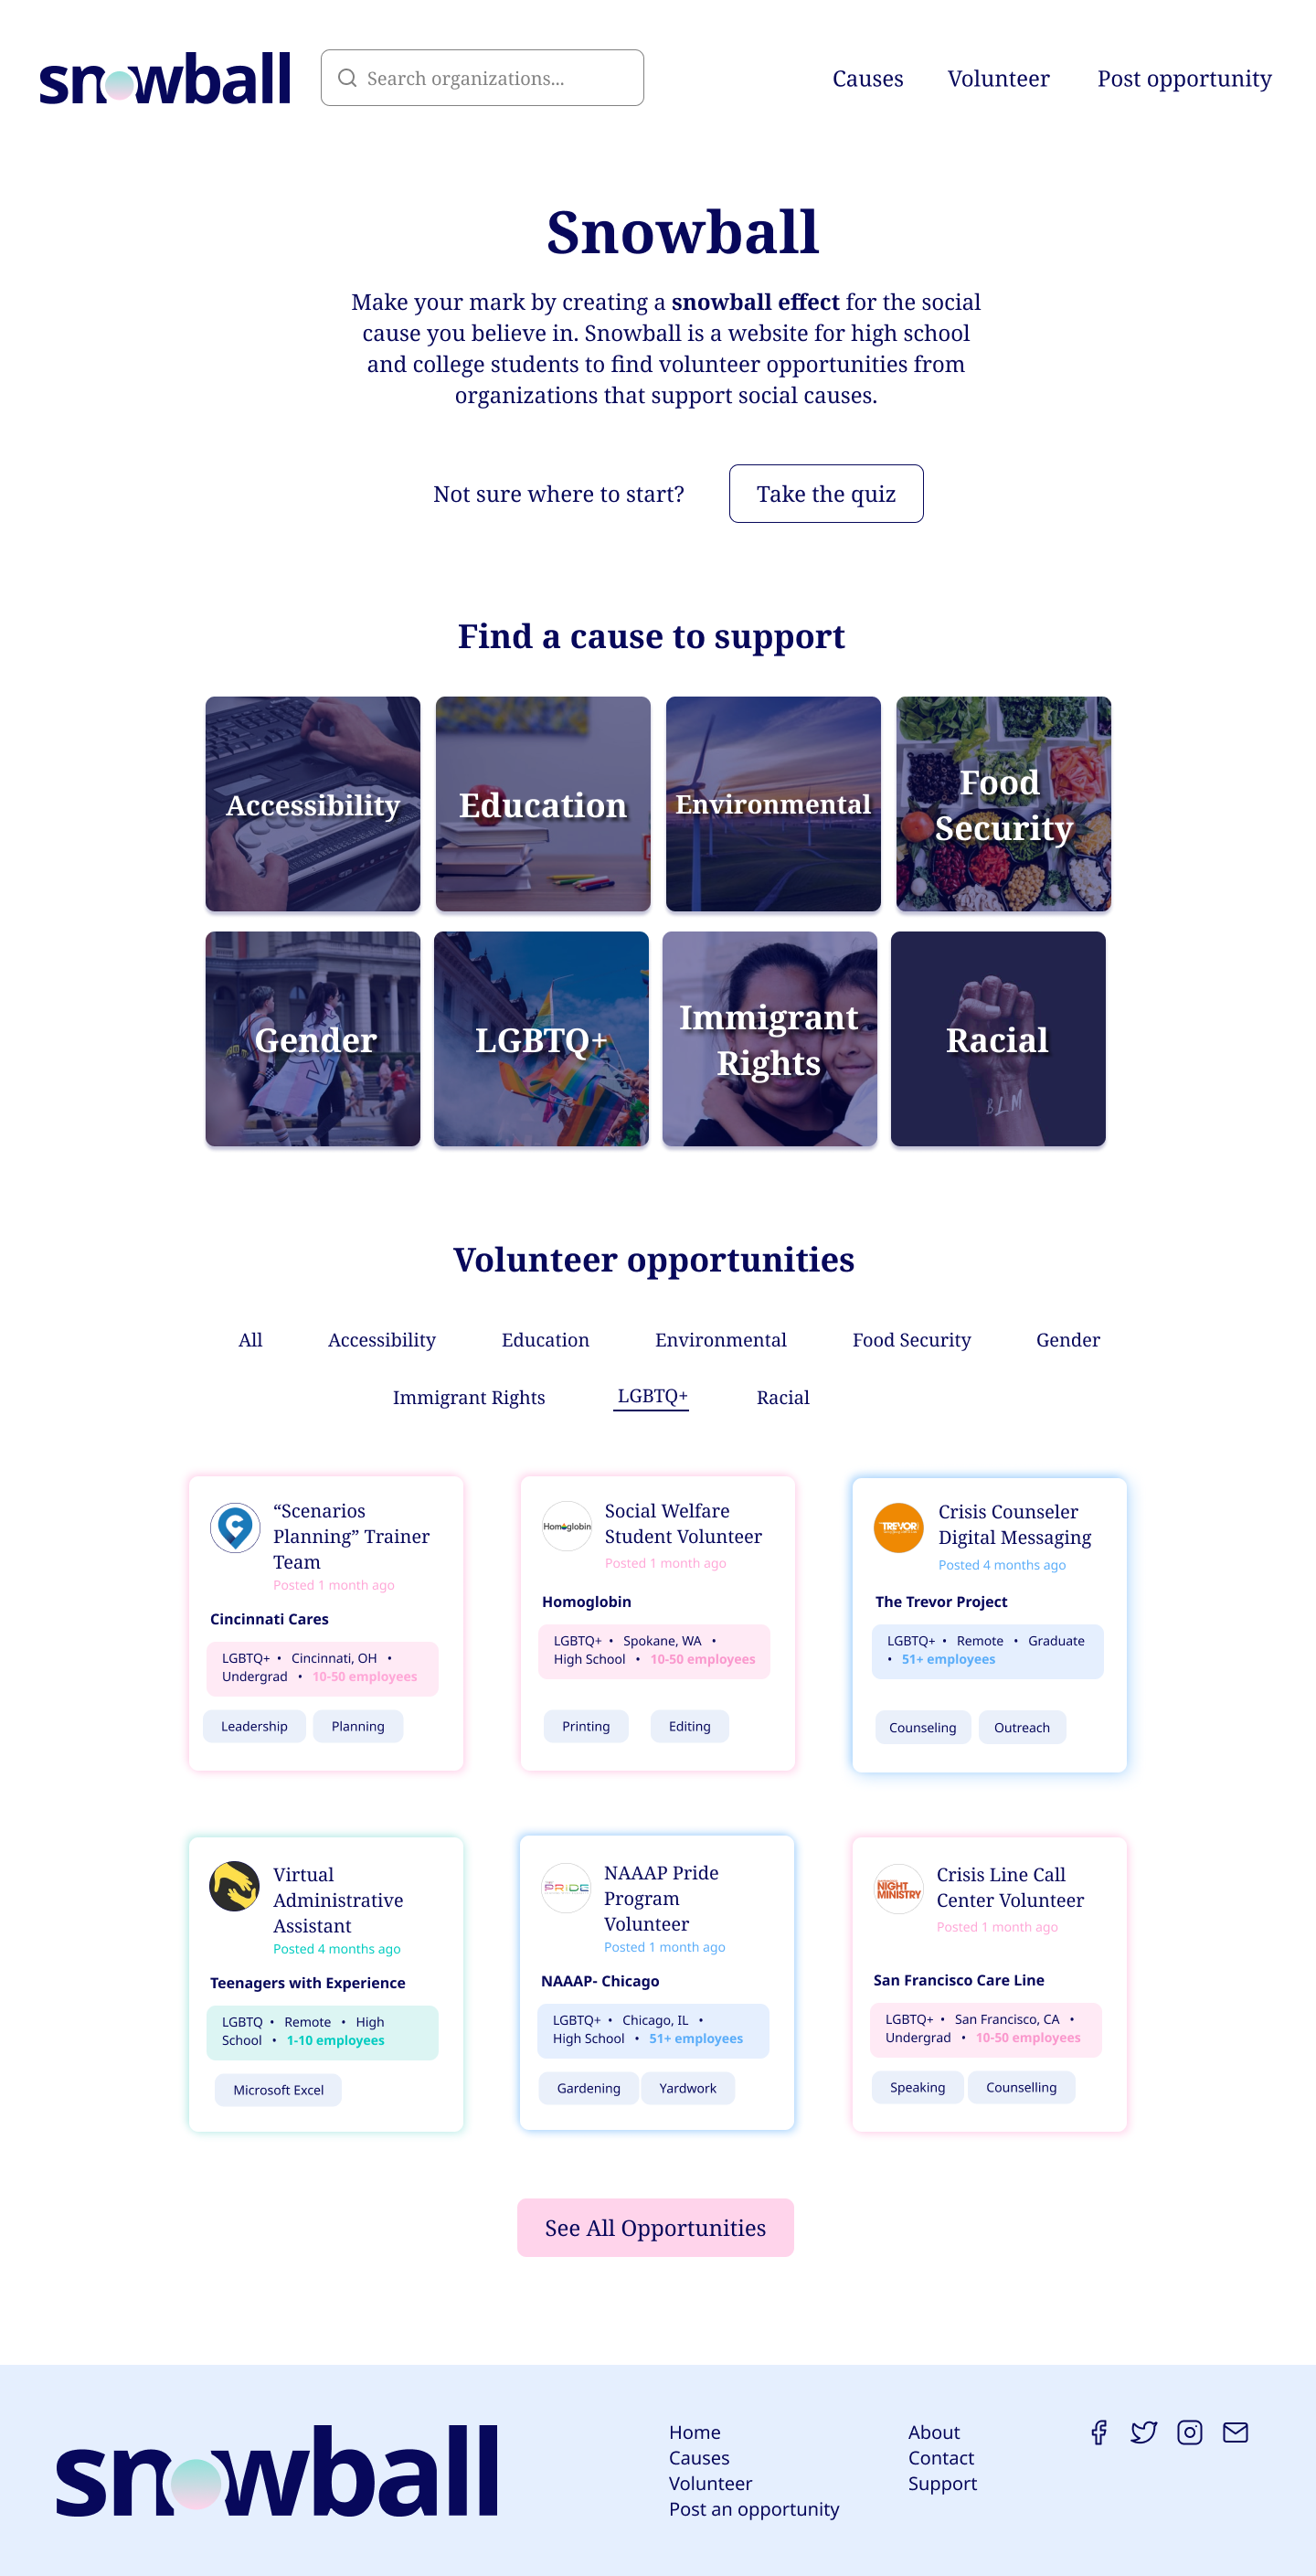 snowball
Search organizations...
Causes
Volunteer
Post opportunity
Snowball
Make your mark by creating a snowball effect for the social
cause you believe in. Snowball is a website for high school
and college students to find volunteer opportunities from
organizations that support social causes.
Not sure where to start?
Take the quiz
Find a cause to support
Accessibility
Education
Environmental
Food
Security
Gender
LGBTQ+
Immigrant
Rights
Racial
BLM
Volunteer opportunities
All
Accessibility
Education
Environmental
Food Security
Gender
Immigrant Rights
LGBTQ+
Racial
“Scenarios
Planning” Trainer
Team
Posted 1 month ago
Cincinnati Cares
LGBTQ+ • Cincinnati, OH •
Undergrad • 10-50 employees
Leadership
Planning
Homoglobin
Social Welfare
Student Volunteer
Posted 1 month ago
Homoglobin
LGBTQ+ • Spokane, WA •
High School • 10-50 employees
Printing
Editing
TREVOR
Crisis Counseler
Digital Messaging
Posted 4 months ago
The Trevor Project
LGBTQ+ • Remote • Graduate
• 51+ employees
Counseling
Outreach
Virtual
Administrative
Assistant
Posted 4 months ago
Teenagers with Experience
LGBTQ • Remote • High
School • 1-10 employees
Microsoft Excel
PRIDE
NAAAP Pride
Program
Volunteer
Posted 1 month ago
NAAAP- Chicago
LGBTQ+ • Chicago, IL •
High School • 51+ employees
Gardening
Yardwork
NIGHT
MINISTRY
Crisis Line Call
Center Volunteer
Posted 1 month ago
San Francisco Care Line
LGBTQ+ • San Francisco, CA •
Undergrad • 10-50 employees
Speaking
Counselling
See All Opportunities
snowball
Home
Causes
Volunteer
Post an opportunity
About
Contact
Support